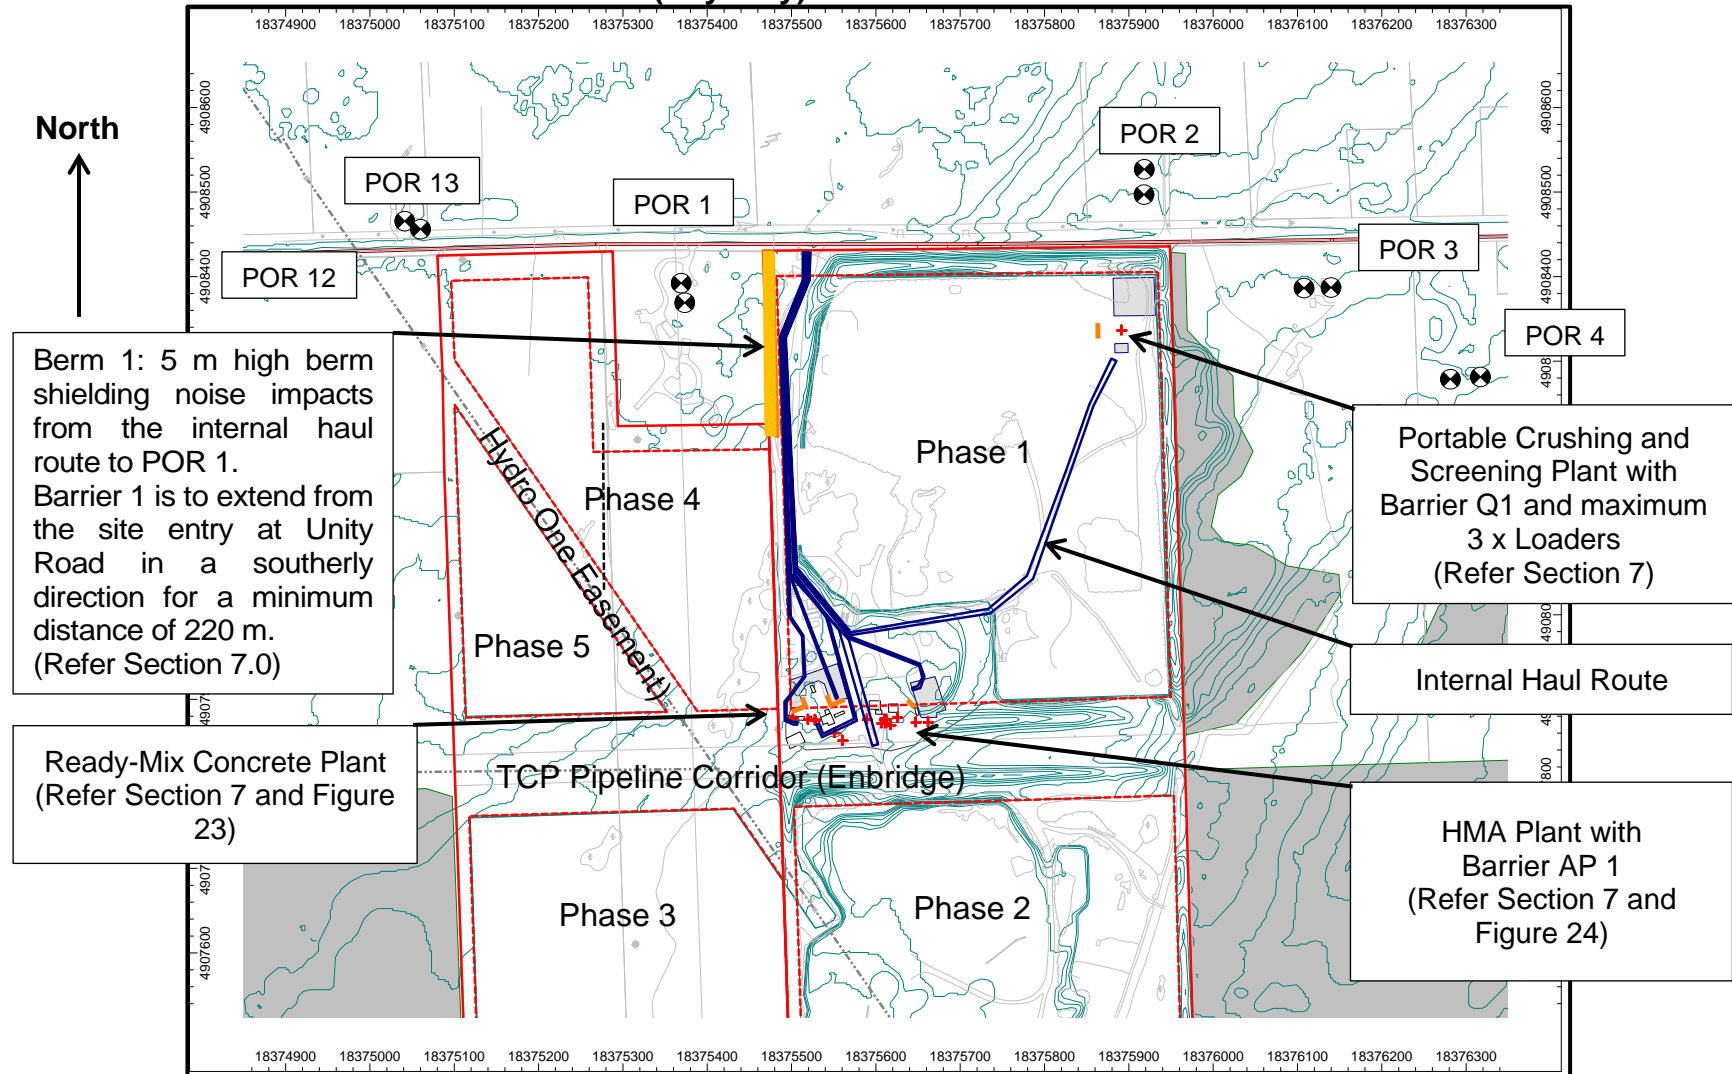 18374900 18375000 18375100 18375200 18375300 18375400 18375500 18375600 18375700 18375800 18375900 18376000 18376100 18376200 18376300
North
4908600
4908500
4908400
4908600
4908500
4908400
POR 2
POR 13
POR 1
POR 3
POR 12
POR 4
Berm 1: 5 m high berm
shielding noise impacts
from the internal haul
route to POR 1.
Barrier 1 is to extend from
the site entry at Unity
Road in a southerly
direction for a minimum
distance of 220 m.
(Refer Section 7.0)
Portable Crushing and
Screening Plant with
Barrier Q1 and maximum
3 x Loaders
(Refer Section 7)
Phase 1
Phase 4
Hydro One Easement)
Phase 5
Internal Haul Route
Ready-Mix Concrete Plant
(Refer Section 7 and Figure
23)
TCP Pipeline Corridor (Enbridge)
HMA Plant with
Barrier AP 1
(Refer Section 7 and
Figure 24)
Phase 3
Phase 2
4907600
4907600
18374900 18375000 18375100 18375200 18375300 18375400 18375500 18375600 18375700 18375800 18375900 18376000 18376100 18376200 18376300